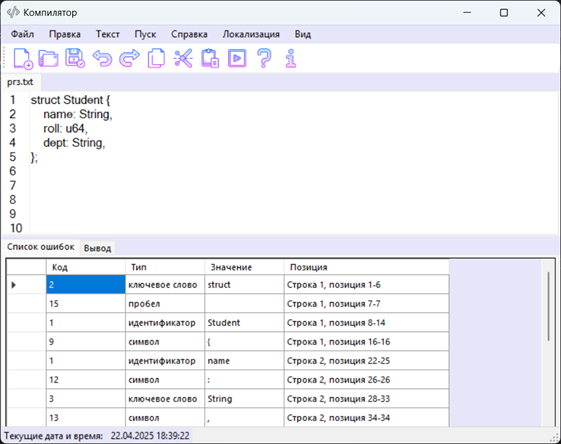 Компилятор
Файл Правка Текст Пуск Справка Локализация Вид
prs.txt
1 struct Student {
2 name: String,
3 roll: u64,
4 dept: String,
5 };
6
7
8
9
10
Список ошибок Вывод
Код Тип Значение Позиция
2 ключевое слово struct Строка 1, позиция 1-6
15 пробел Строка 1, позиция 7-7
1 идентификатор Student Строка 1, позиция 8-14
9 символ { Строка 1, позиция 16-16
1 идентификатор name Строка 2, позиция 22-25
12 символ : Строка 2, позиция 26-26
3 ключевое слово String Строка 2, позиция 28-33
13 символ , Строка 2, позиция 34-34
Текущие дата и время: 22.04.2025 18:39:22